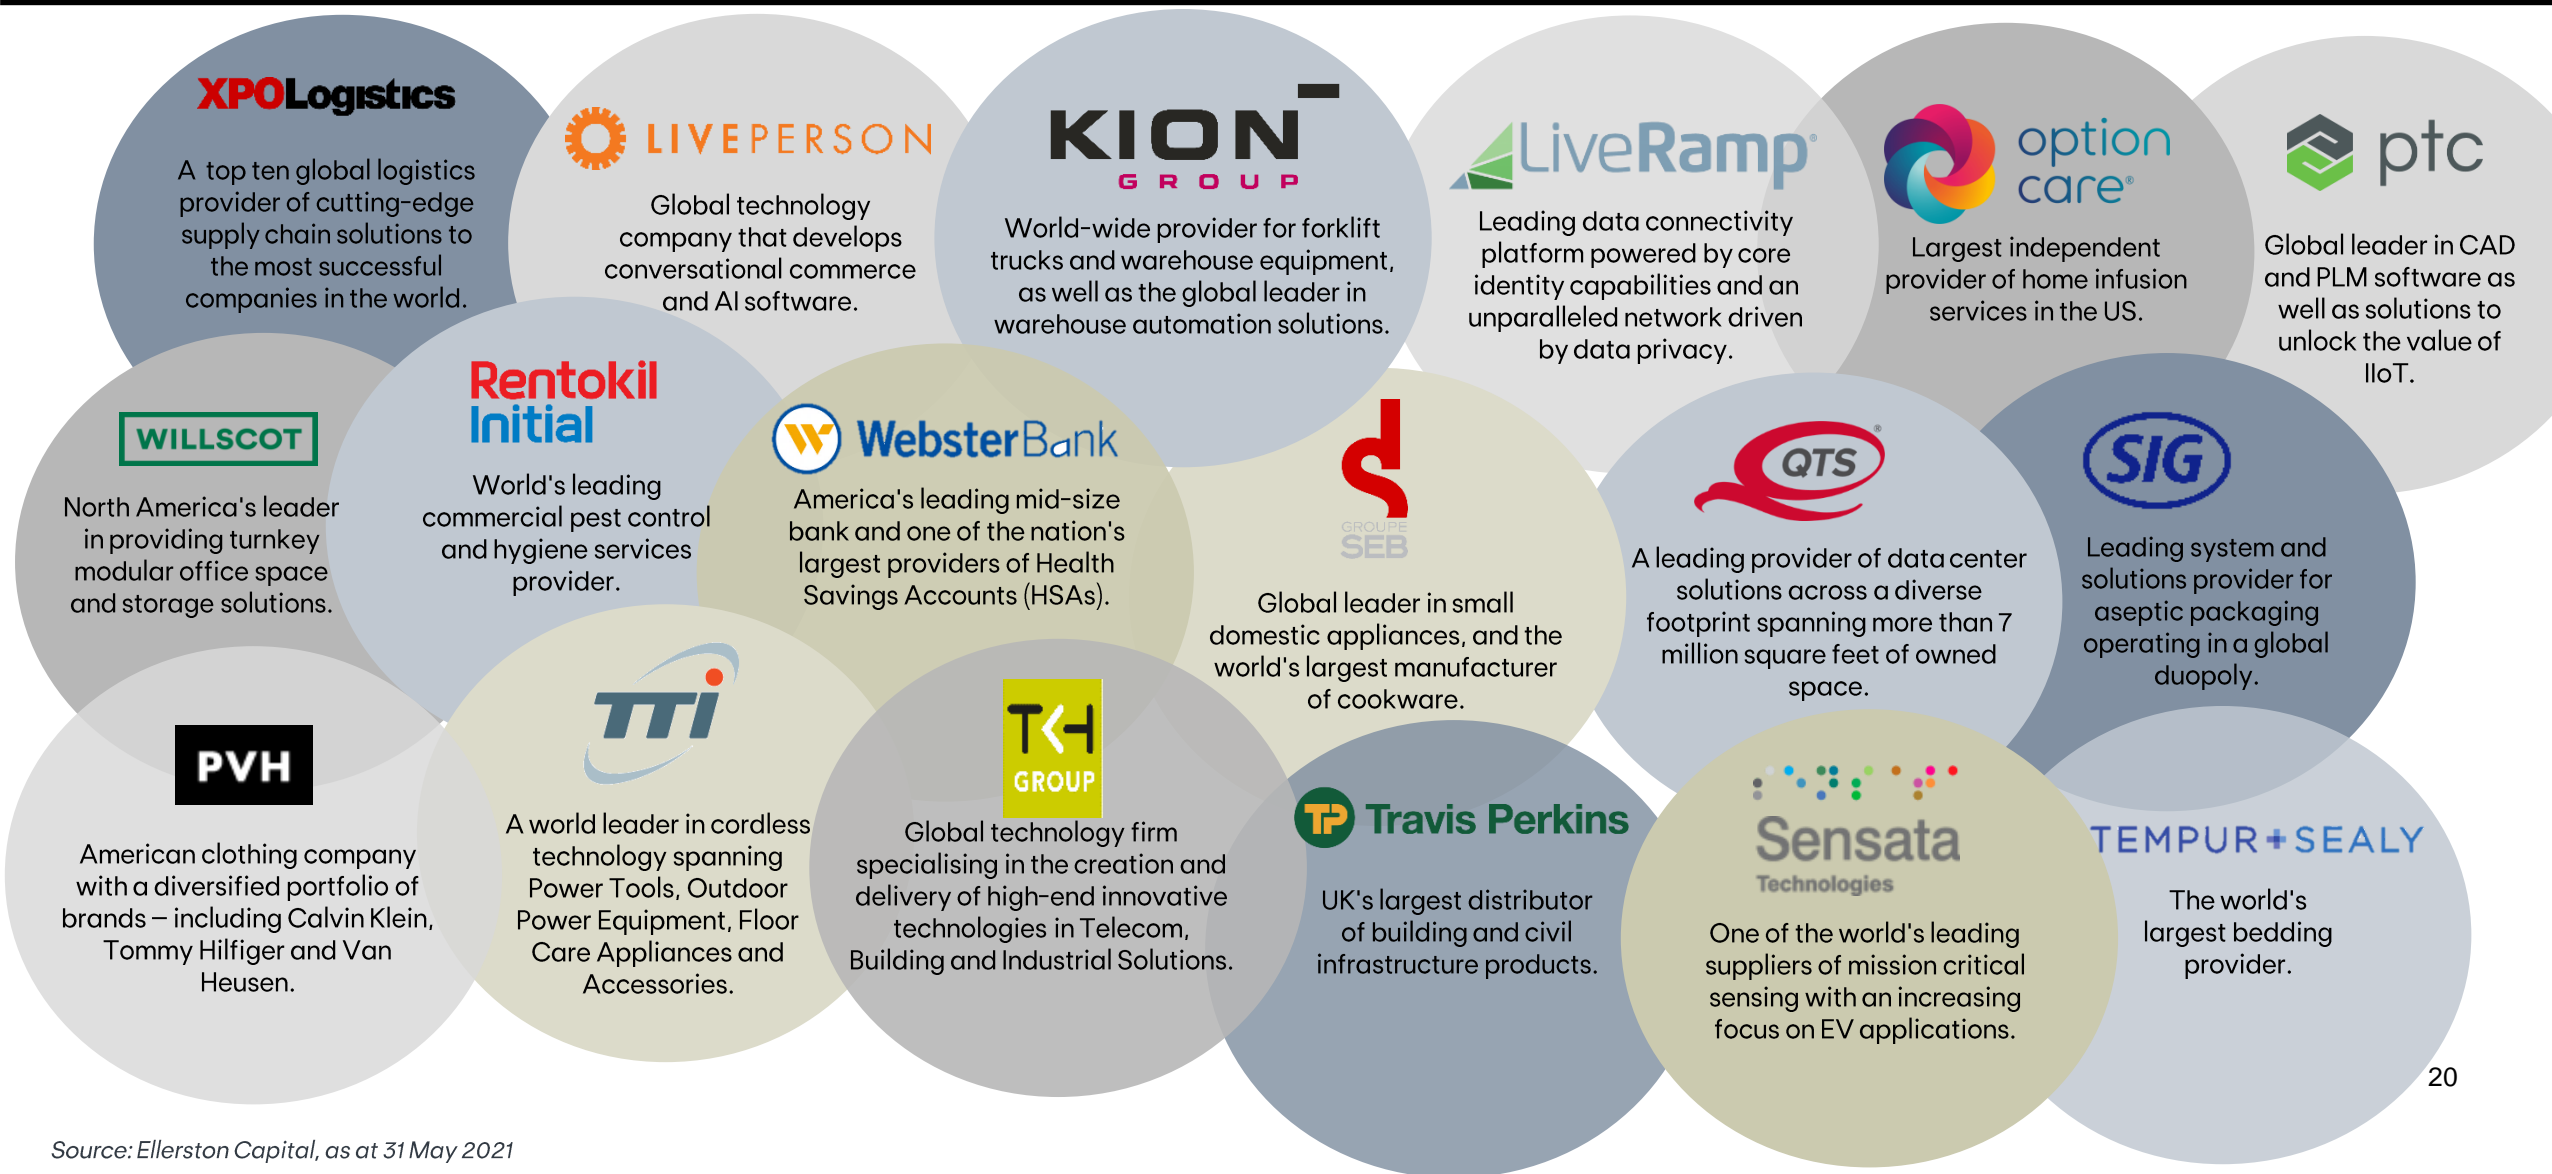 XPOLogistics
A top ten global logistics
provider of cutting-edge
supply chain solutions to
the most successful
companies in the world.
LIVEPERSON
Global technology
company that develops
conversational commerce
and AI software.
KION
GROUP
World-wide provider for forklift
trucks and warehouse equipment,
as well as the global leader in
warehouse automation solutions.
LiveRamp®
Leading data connectivity
platform powered by core
identity capabilities and an
unparalleled network driven
by data privacy.
option
care®
Largest independent
provider of home infusion
services in the US.
ptc
Global leader in CAD
and PLM software as
well as solutions to
unlock the value of
IIoT.
WILLSCOT
North America's leader
in providing turnkey
modular office space
and storage solutions.
Rentokil
Initial
World's leading
commercial pest control
and hygiene services
provider.
W WebsterBank
America's leading mid-size
bank and one of the nation's
largest providers of Health
Savings Accounts (HSAs).
GROUPE
SEB
Global leader in small
domestic appliances, and the
world's largest manufacturer
of cookware.
QTS®
A leading provider of data center
solutions across a diverse
footprint spanning more than 7
million square feet of owned
space.
SIG
Leading system and
solutions provider for
aseptic packaging
operating in a global
duopoly.
PVH
American clothing company
with a diversified portfolio of
brands – including Calvin Klein,
Tommy Hilfiger and Van
Heusen.
TTI
A world leader in cordless
technology spanning
Power Tools, Outdoor
Power Equipment, Floor
Care Appliances and
Accessories.
TKH
GROUP
Global technology firm
specialising in the creation and
delivery of high-end innovative
technologies in Telecom,
Building and Industrial Solutions.
TP Travis Perkins
UK's largest distributor
of building and civil
infrastructure products.
Sensata
Technologies
One of the world's leading
suppliers of mission critical
sensing with an increasing
focus on EV applications.
TEMPUR+SEALY
The world's
largest bedding
provider.
20
Source: Ellerston Capital, as at 31 May 2021